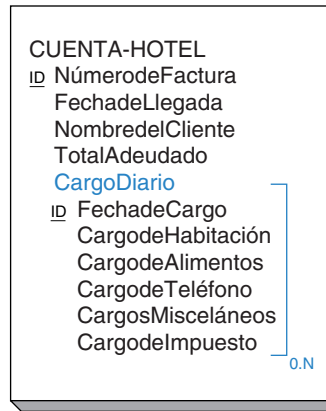 CUENTA-HOTEL
ID NúmerodeFactura
FechadeLlegada
NombredelCliente
TotalAdeudado
CargoDiario
ID FechadeCargo
CargodeHabitación
CargodeAlimentos
CargodeTeléfono
CargosMisceláneos
CargodeImpuesto
0.N